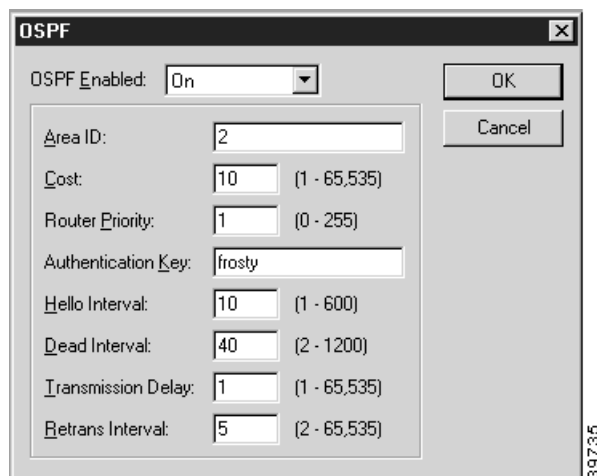 OSPF
OSPF Enabled: On
OK
Cancel
Area ID: 2
Cost: 10 (1 - 65,535)
Router Priority: 1 (0 - 255)
Authentication Key: frosty
Hello Interval: 10 (1 - 600)
Dead Interval: 40 (2 - 1200)
Transmission Delay: 1 (1 - 65,535)
Retrans Interval: 5 (2 - 65,535)